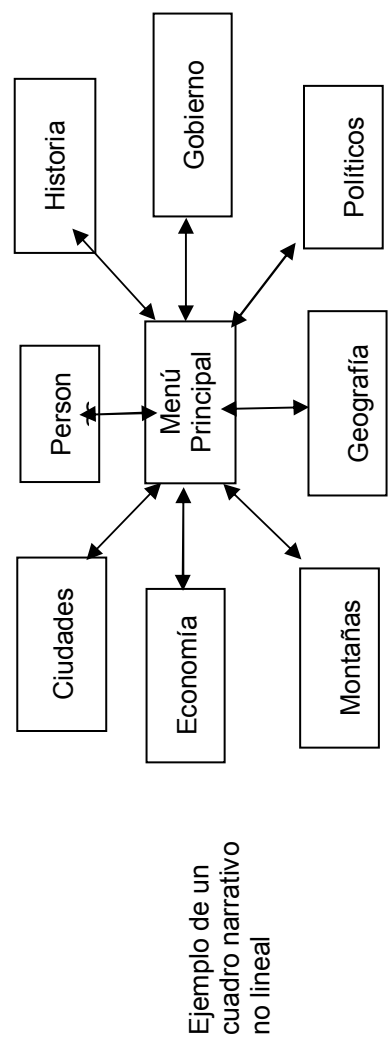 Ejemplo de un
cuadro narrativo
no lineal
Ciudades
Person
Historia
Economía
Menú
Principal
Gobierno
Montañas
Geografía
Políticos